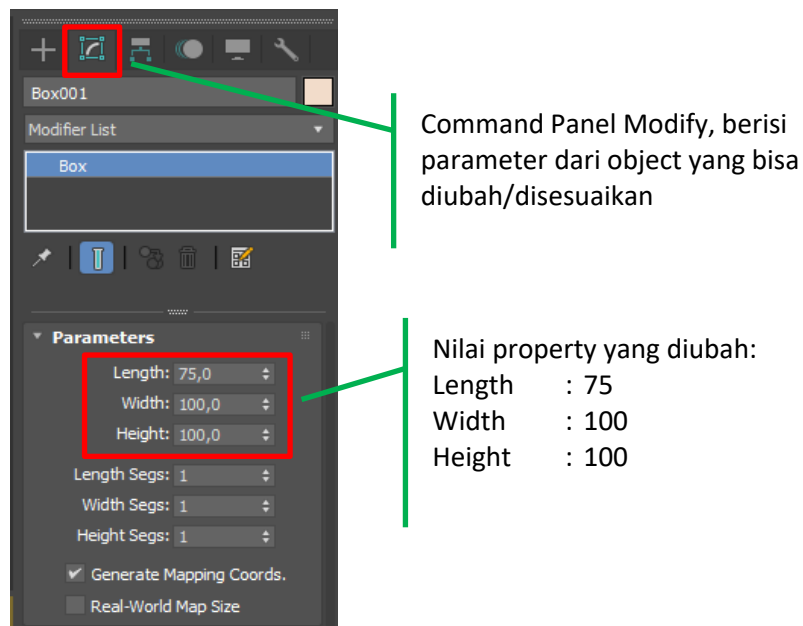 Box001
Modifier List
Box
Parameters
Length: 75,0
Width: 100,0
Height: 100,0
Length Segs: 1
Width Segs: 1
Height Segs: 1
Generate Mapping Coords.
Real-World Map Size
Command Panel Modify, berisi
parameter dari object yang bisa
diubah/disesuaikan
Nilai property yang diubah:
Length : 75
Width : 100
Height : 100